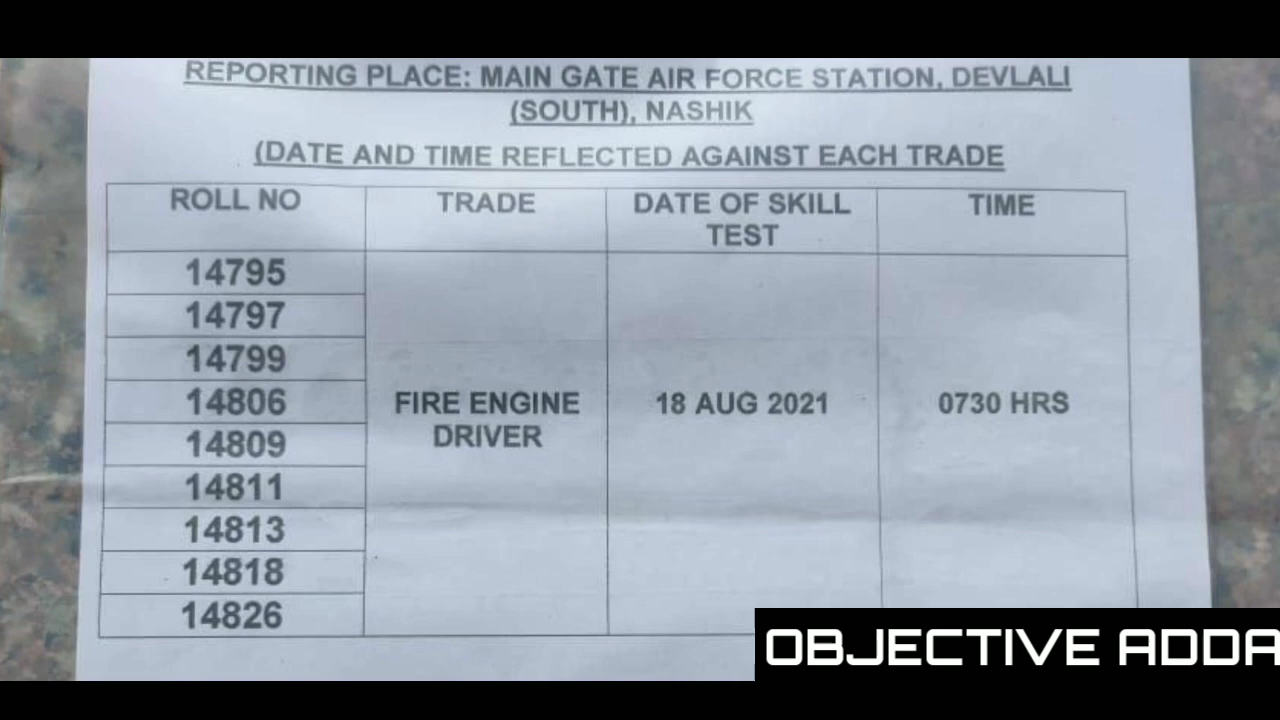 REPORTING PLACE: MAIN GATE AIR FORCE STATION, DEVLALI
(SOUTH), NASHIK
(DATE AND TIME REFLECTED AGAINST EACH TRADE
ROLL NO TRADE DATE OF SKILL TIME
TEST
14795
14797
14799
14806 FIRE ENGINE 18 AUG 2021 0730 HRS
DRIVER
14809
14811
14813
14818
14826
OBJECTIVE ADDA